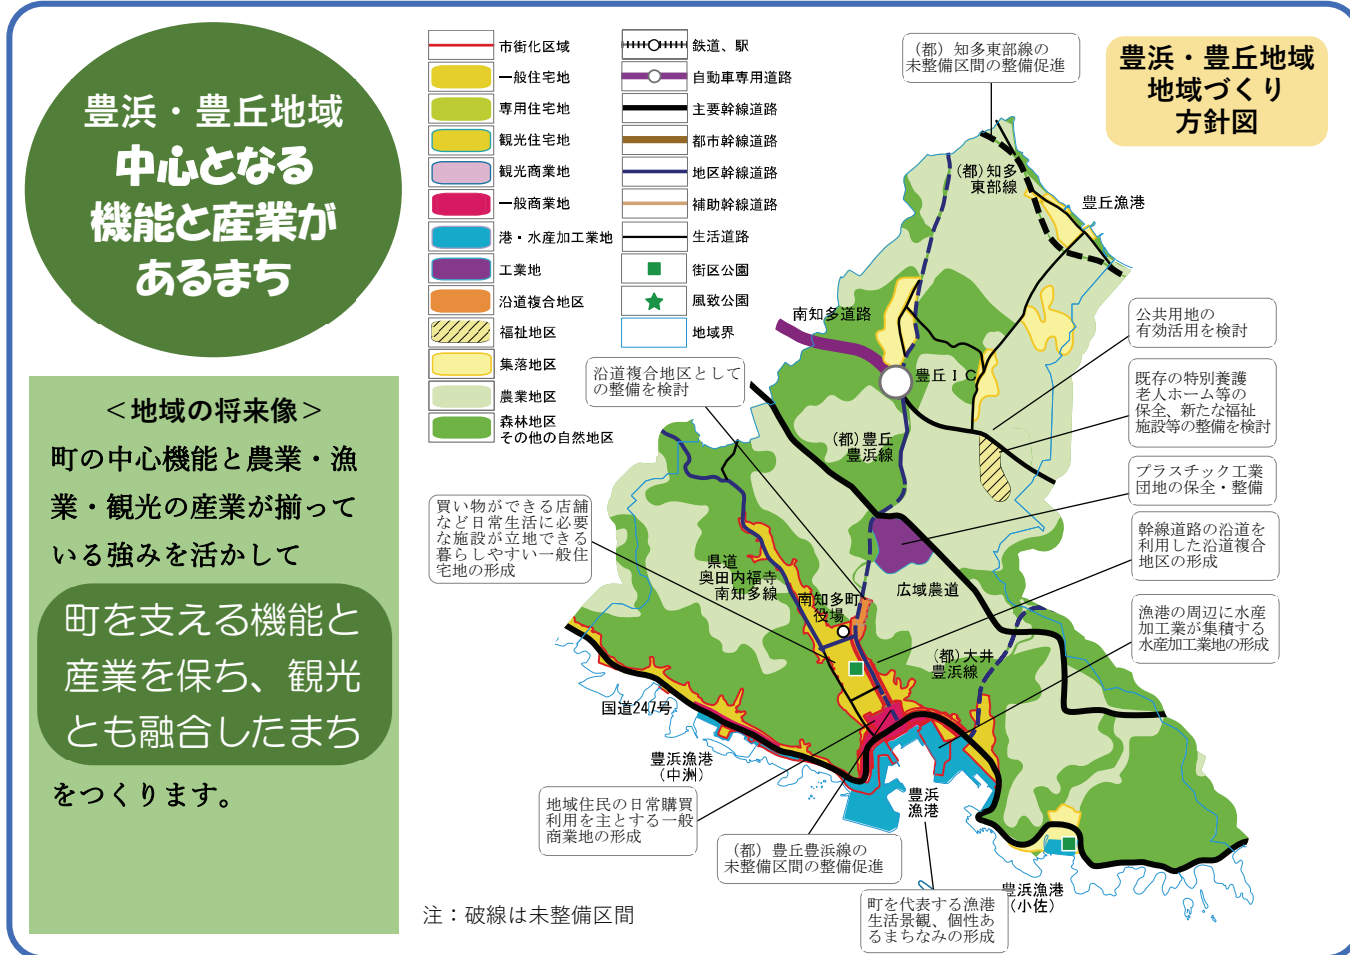 豊浜・豊丘地域
中心となる
機能と産業が
あるまち
＜地域の将来像＞
町の中心機能と農業・漁
業・観光の産業が揃って
いる強みを活かして
町を支える機能と
産業を保ち、観光
とも融合したまち
をつくります。
市街化区域
一般住宅地
専用住宅地
観光住宅地
観光商業地
一般商業地
港・水産加工業地
工業地
沿道複合地区
福祉地区
集落地区
農業地区
森林地区
その他の自然地区
鉄道、駅
自動車専用道路
主要幹線道路
都市幹線道路
地区幹線道路
補助幹線道路
生活道路
街区公園
風致公園
地域界
豊浜・豊丘地域
地域づくり
方針図
（都）知多東部線の
未整備区間の整備促進
（都）知多
東部線
豊丘漁港
南知多道路
豊丘ＩＣ
公共用地の
有効活用を検討
沿道複合地区として
の整備を検討
既存の特別養護
老人ホーム等の
保全、新たな福祉
施設等の整備を検討
（都）豊丘
豊浜線
プラスチック工業
団地の保全・整備
買い物ができる店舗
など日常生活に必要
な施設が立地できる
暮らしやすい一般住
宅地の形成
幹線道路の沿道を
利用した沿道複合
地区の形成
県道
奥田内福寺
南知多線
広域農道
南知多町
役場
漁港の周辺に水産
加工業が集積する
水産加工業地の形成
（都）大井
豊浜線
国道247号
豊浜漁港
（中洲）
豊浜
漁港
地域住民の日常購買
利用を主とする一般
商業地の形成
（都）豊丘豊浜線の
未整備区間の整備促進
豊浜漁港
（小佐）
町を代表する漁港
生活景観、個性あ
るまちなみの形成
注：破線は未整備区間